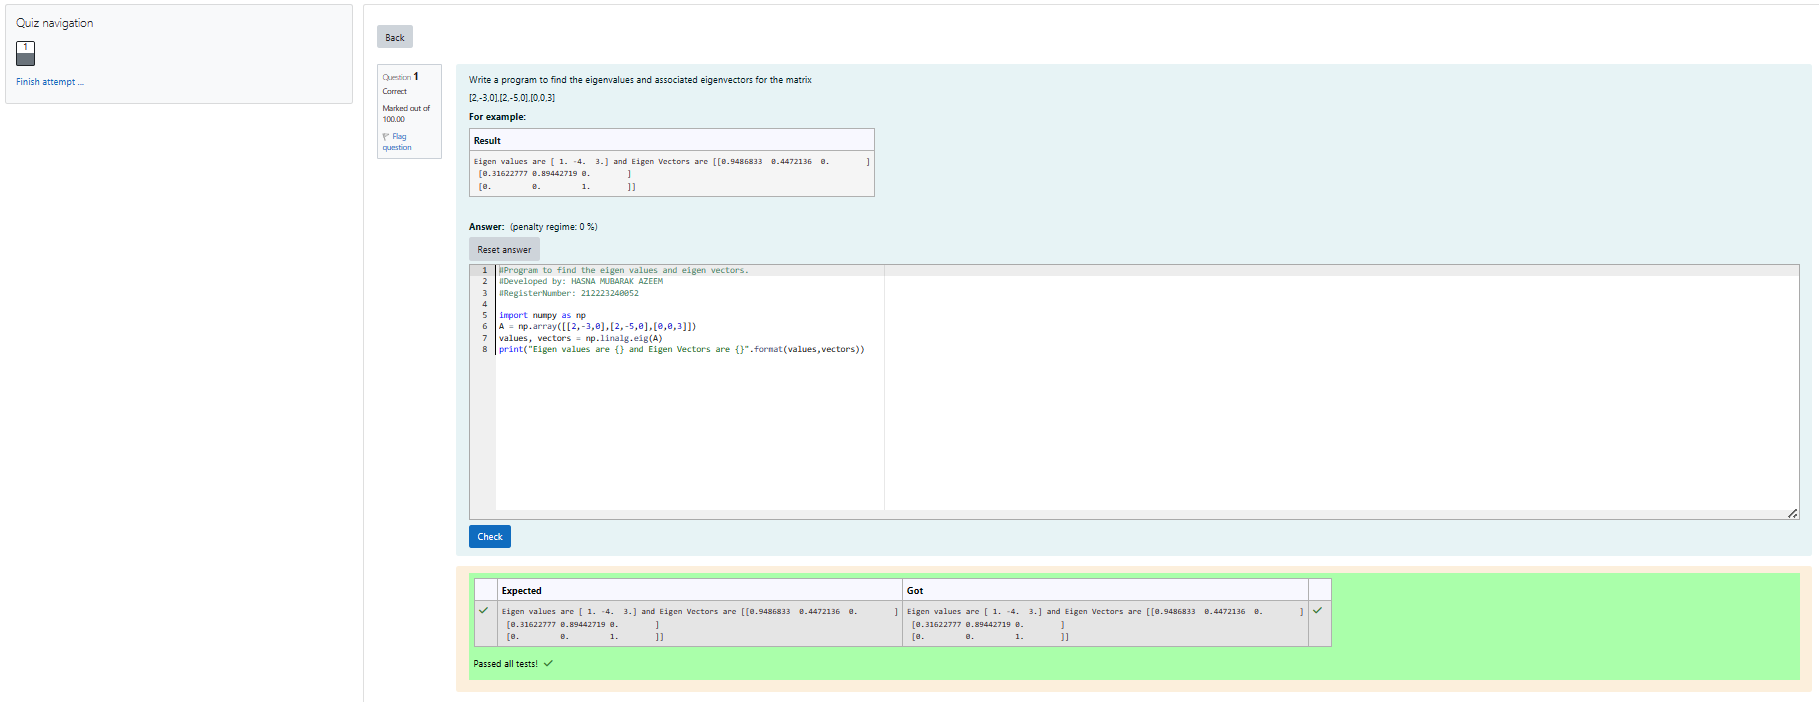 Quiz navigation
1
Finish attempt ...
Back
Question 1
Correct
Marked out of
100.00
Flag
question
Write a program to find the eigenvalues and associated eigenvectors for the matrix
[2,-3,0],[2,-5,0],[0,0,3]
For example:
Result
Eigen values are [ 1. -4.  3.] and Eigen Vectors are [[0.9486833  0.4472136  0.        ]
 [0.31622777 0.89442719 0.        ]
 [0.         0.         1.        ]]
Answer: (penalty regime: 0 %)
Reset answer
1 #Program to find the eigen values and eigen vectors.
2 #Developed by: HASNA MUBARAK AZEEM
3 #RegisterNumber: 212223240052
4
5 import numpy as np
6 A = np.array([[2,-3,0],[2,-5,0],[0,0,3]])
7 values, vectors = np.linalg.eig(A)
8 print("Eigen values are {} and Eigen Vectors are {}".format(values,vectors))
Check
Expected Got
Eigen values are [ 1. -4.  3.] and Eigen Vectors are [[0.9486833  0.4472136  0.        ] Eigen values are [ 1. -4.  3.] and Eigen Vectors are [[0.9486833  0.4472136  0.        ]
 [0.31622777 0.89442719 0.        ] [0.31622777 0.89442719 0.        ]
 [0.         0.         1.        ]] [0.         0.         1.        ]]
Passed all tests!